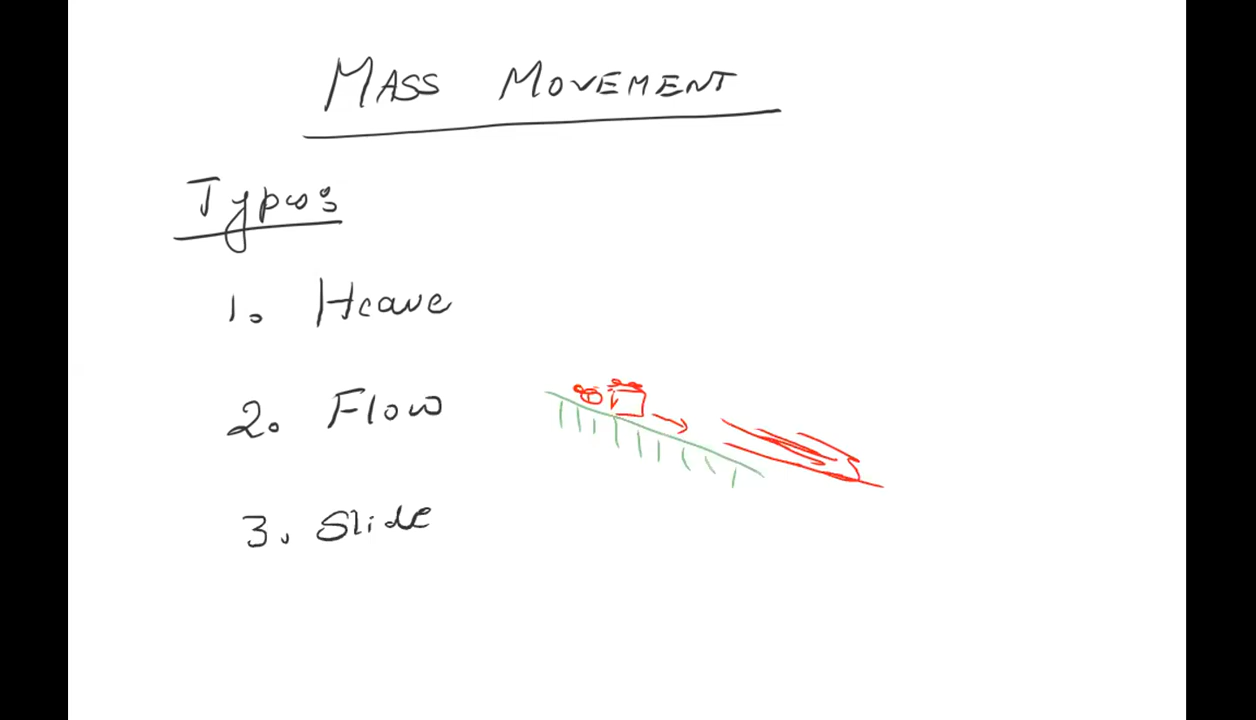 MASS MOVEMENT
Types
1. Heave
2. Flow
3. Slide